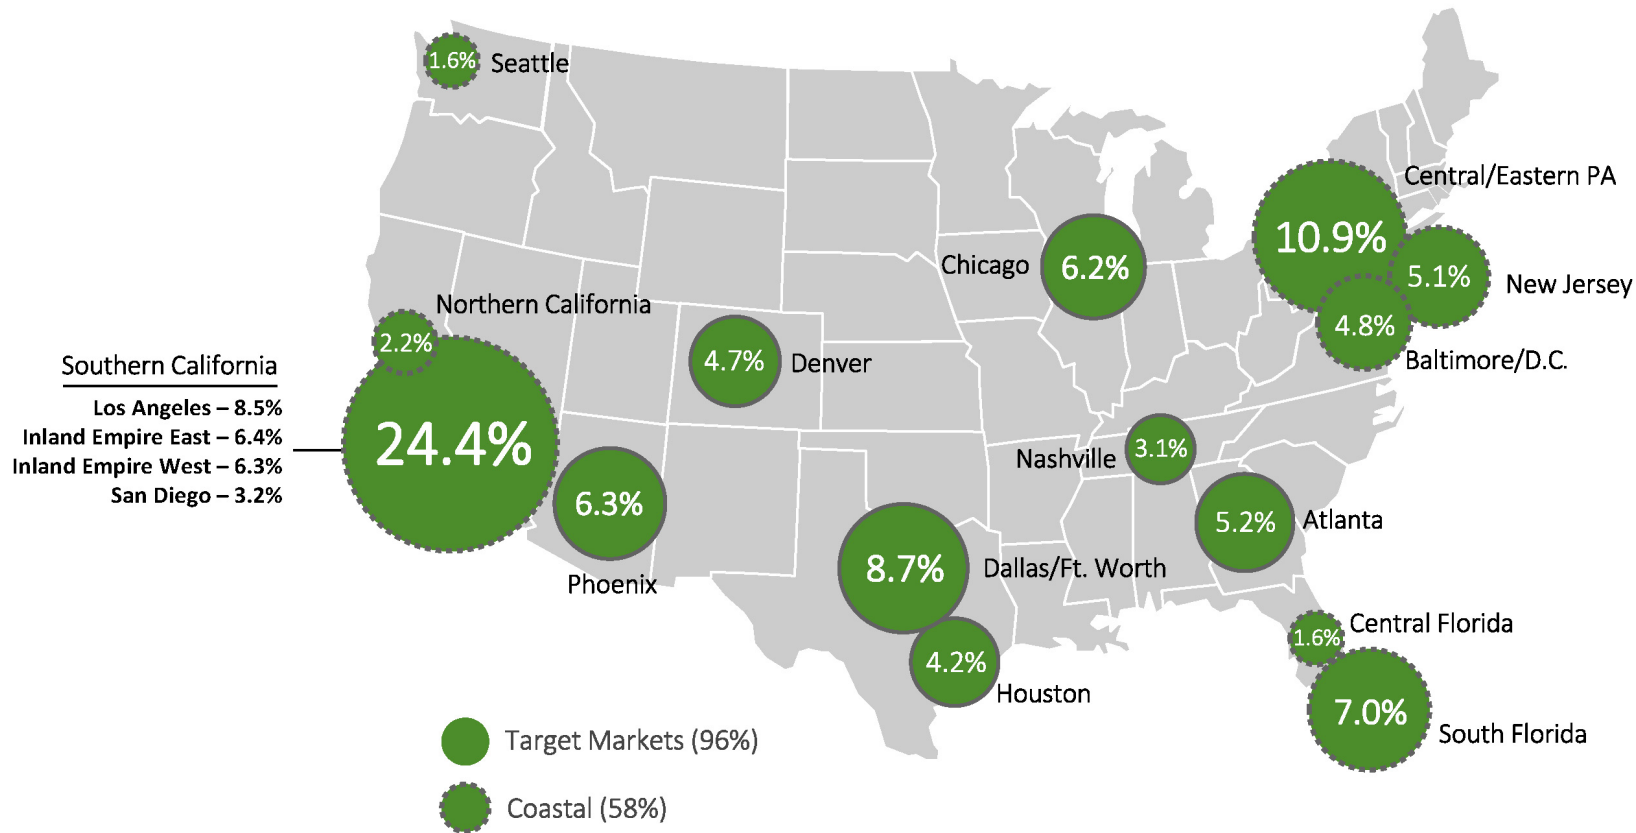 1.6%
Seattle
Central/Eastern PA
10.9%
Chicago
6.2%
5.1%
New Jersey
Northern California
2.2%
4.8%
Baltimore/D.C.
4.7%
Denver
Southern California
Los Angeles – 8.5%
Inland Empire East – 6.4%
Inland Empire West – 6.3%
San Diego – 3.2%
24.4%
Nashville
3.1%
6.3%
Phoenix
5.2%
Atlanta
8.7%
Dallas/Ft. Worth
1.6%
Central Florida
4.2%
Houston
7.0%
South Florida
Target Markets (96%)
Coastal (58%)